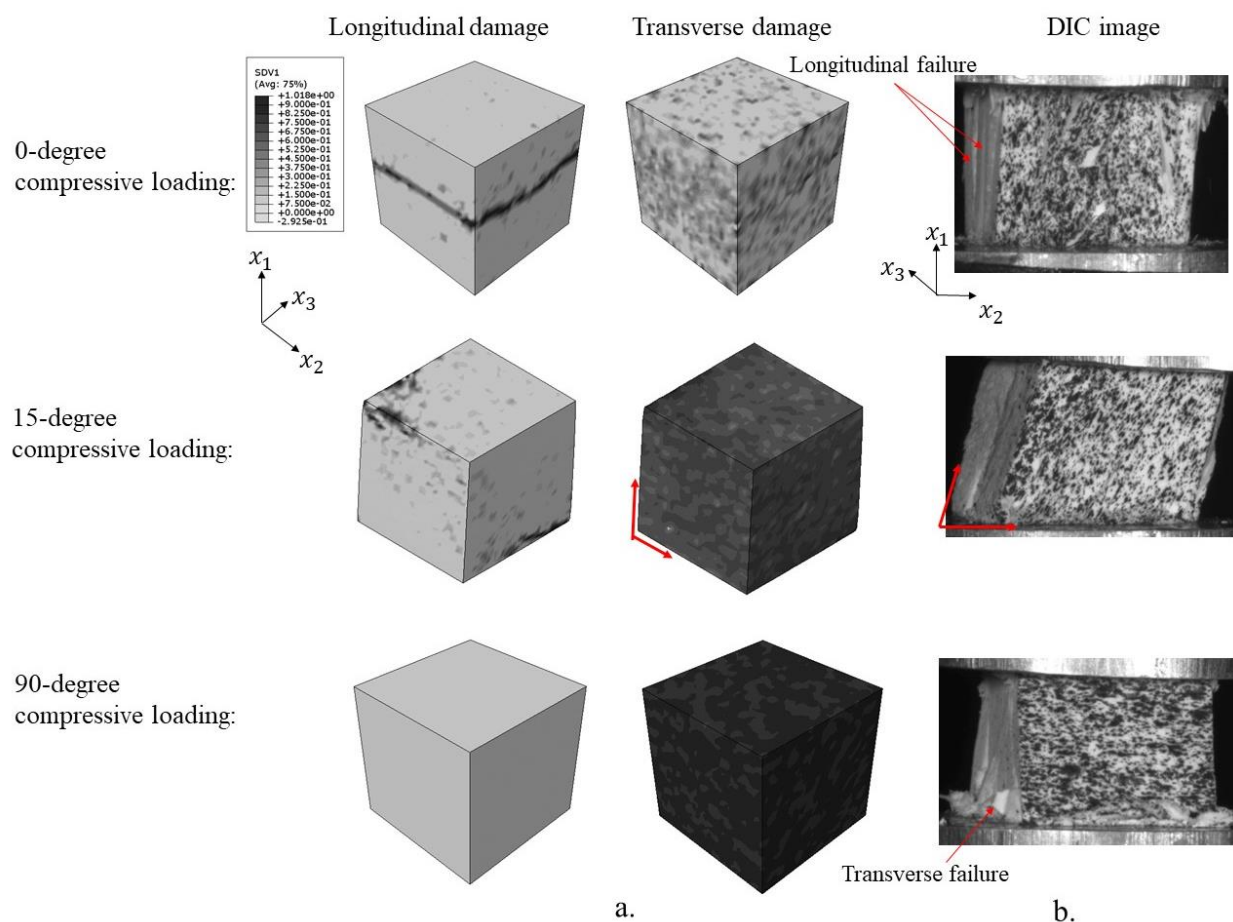 Longitudinal damage
Transverse damage
DIC image
Longitudinal failure
SDV1
(Avg: 75%)
+1.018e+00
+9.000e-01
+8.250e-01
+7.500e-01
+6.750e-01
+6.000e-01
+5.250e-01
+4.500e-01
+3.750e-01
+3.000e-01
+2.250e-01
+1.500e-01
+7.500e-02
+0.000e+00
-2.925e-01
0-degree
compressive loading:
x₁
x₃
x₂
x₁
x₃
x₂
15-degree
compressive loading:
90-degree
compressive loading:
Transverse failure
a.
b.